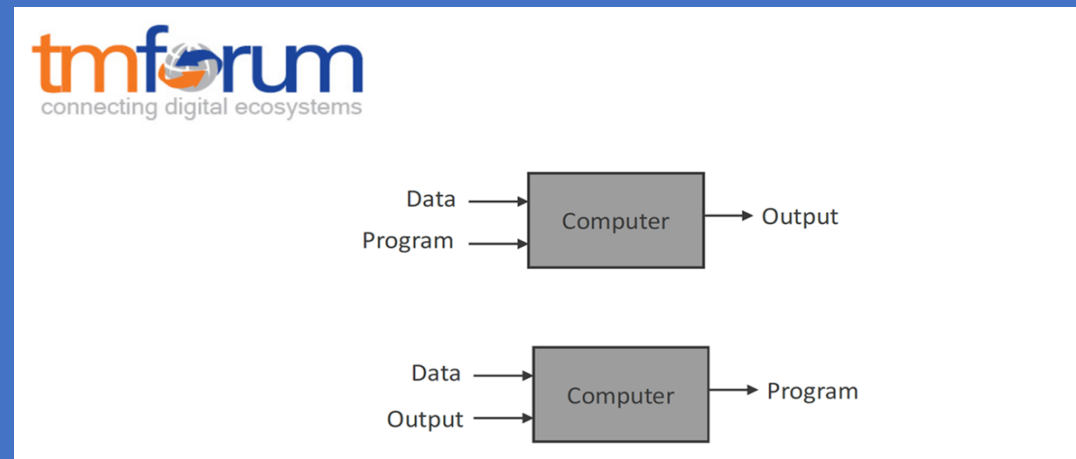 tmforum
connecting digital ecosystems
Data
Program
Computer
Output
Data
Output
Computer
Program